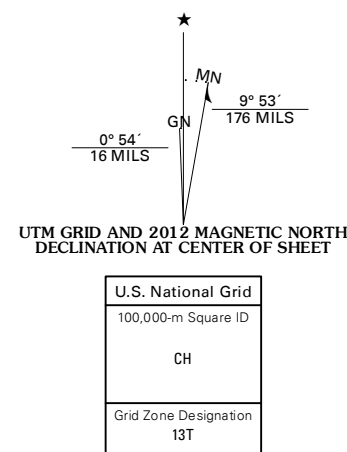 ★
MN
GN
9° 53´
176 MILS
0° 54´
16 MILS
UTM GRID AND 2012 MAGNETIC NORTH
DECLINATION AT CENTER OF SHEET
U.S. National Grid
100,000-m Square ID
CH
Grid Zone Designation
13T